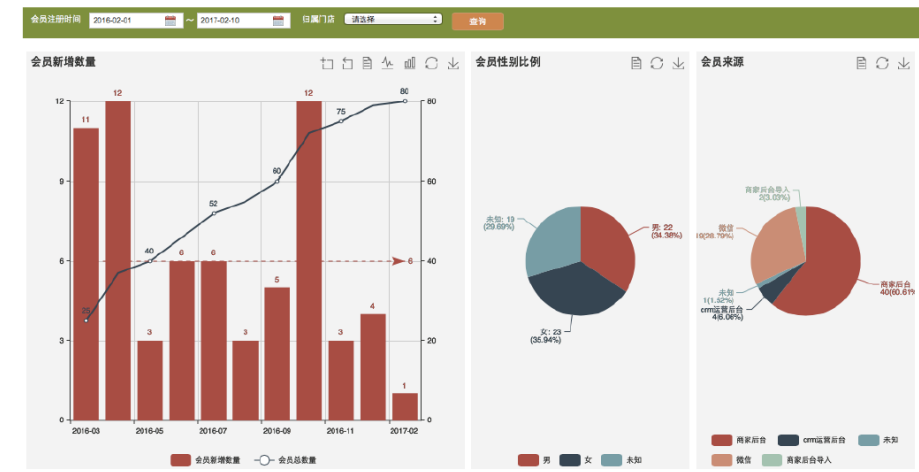 会员注册时间 2016-02-01 ~ 2017-02-10 归属门店 请选择 查询
会员新增数量
12 9 6 3 0
80 60 40 20 0
11 12 3 6 6 3 5 12 3 4 1
25 40 52 60 75 80
6
2016-03 2016-05 2016-07 2016-09 2016-11 2017-02
会员新增数量 会员总数量
会员性别比例
未知: 19
(29.69%)
男: 22
(34.38%)
女: 23
(35.94%)
男 女 未知
会员来源
商家后台导入
2(3.03%)
微信
(28.79%)
未知
1(1.52%)
crm运营后台
4(6.06%)
商家后台
40(60.61%
商家后台 crm运营后台 未知
微信 商家后台导入